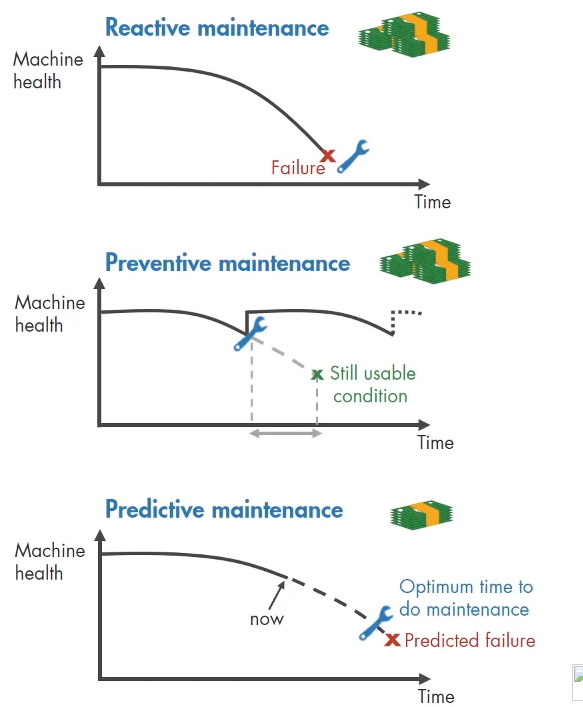 Reactive maintenance
Machine
health
Failure
Time
Preventive maintenance
Machine
health
Still usable
condition
Time
Predictive maintenance
Machine
health
Optimum time to
do maintenance
now
Predicted failure
Time